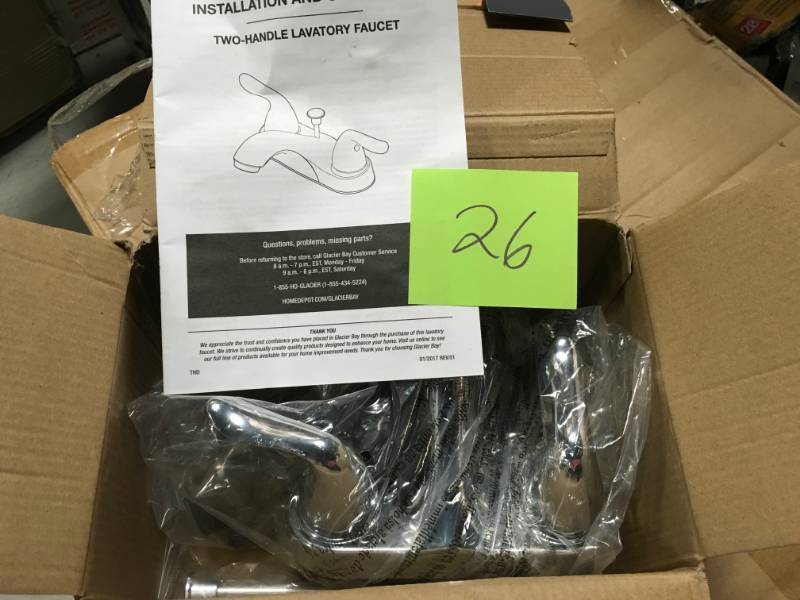 INSTALLATION AND
TWO-HANDLE LAVATORY FAUCET
26
Questions, problems, missing parts?
Before returning to the store, call Glacier Bay Customer Service
8 a.m. - 7 p.m., EST, Monday - Friday
9 a.m. - 6 p.m., EST, Saturday
1-855-HD-GLACIER (1-855-434-5224)
HOMEDEPOT.COM/GLACIERBAY
THANK YOU
We appreciate the trust and confidence you have placed in Glacier Bay through the purchase of this lavatory
faucet. We strive to continually create quality products designed to enhance your home. Visit us online to see
our full line of products available for your home improvement needs. Thank you for choosing Glacier Bay!
THD
01/2017 REV.01
28